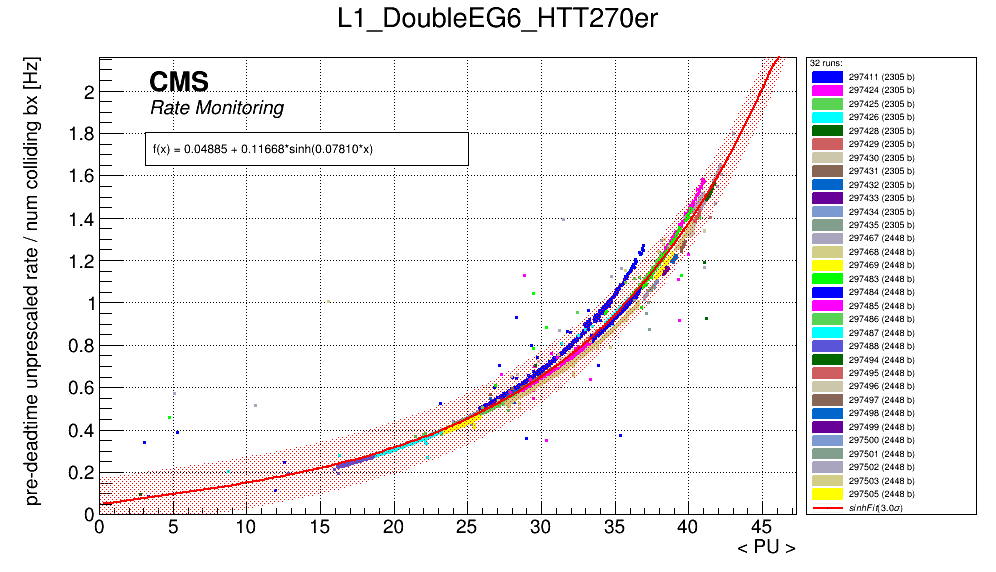 L1_DoubleEG6_HTT270er
pre-deadtime unprescaled rate / num colliding bx [Hz]
CMS
Rate Monitoring
f(x) = 0.04885 + 0.11668*sinh(0.07810*x)
2
1.8
1.6
1.4
1.2
1
0.8
0.6
0.4
0.2
0
0 5 10 15 20 25 30 35 40 45
< PU >
32 runs:
297411 (2305 b)
297424 (2305 b)
297425 (2305 b)
297426 (2305 b)
297428 (2305 b)
297429 (2305 b)
297430 (2305 b)
297431 (2305 b)
297432 (2305 b)
297433 (2305 b)
297434 (2305 b)
297435 (2305 b)
297467 (2448 b)
297468 (2448 b)
297469 (2448 b)
297483 (2448 b)
297484 (2448 b)
297485 (2448 b)
297486 (2448 b)
297487 (2448 b)
297488 (2448 b)
297494 (2448 b)
297495 (2448 b)
297496 (2448 b)
297497 (2448 b)
297498 (2448 b)
297499 (2448 b)
297500 (2448 b)
297501 (2448 b)
297502 (2448 b)
297503 (2448 b)
297505 (2448 b)
sinhFit(3.0σ)